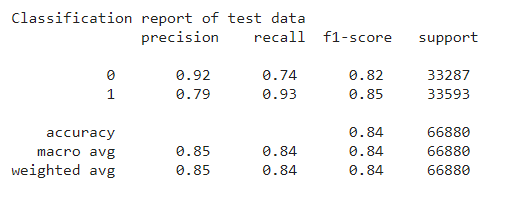 Classification report of test data
precision recall f1-score support
0 0.92 0.74 0.82 33287
1 0.79 0.93 0.85 33593
accuracy 0.84 66880
macro avg 0.85 0.84 0.84 66880
weighted avg 0.85 0.84 0.84 66880